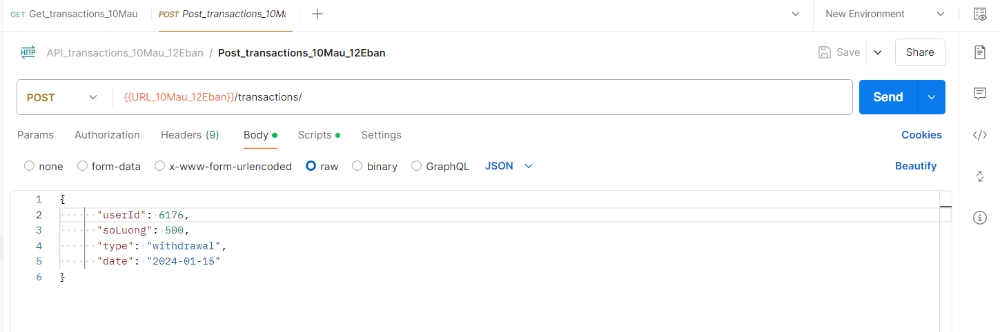 GET Get_transactions_10Mau POST Post_transactions_10Ma New Environment
HTTP API_transactions_10Mau_12Eban / Post_transactions_10Mau_12Eban Save Share
POST {{URL_10Mau_12Eban}}/transactions/ Send
Params Authorization Headers (9) Body Scripts Settings Cookies
none form-data x-www-form-urlencoded raw binary GraphQL JSON Beautify
1 {
2 "userId": 6176,
3 "soLuong": 500,
4 "type": "withdrawal",
5 "date": "2024-01-15"
6 }